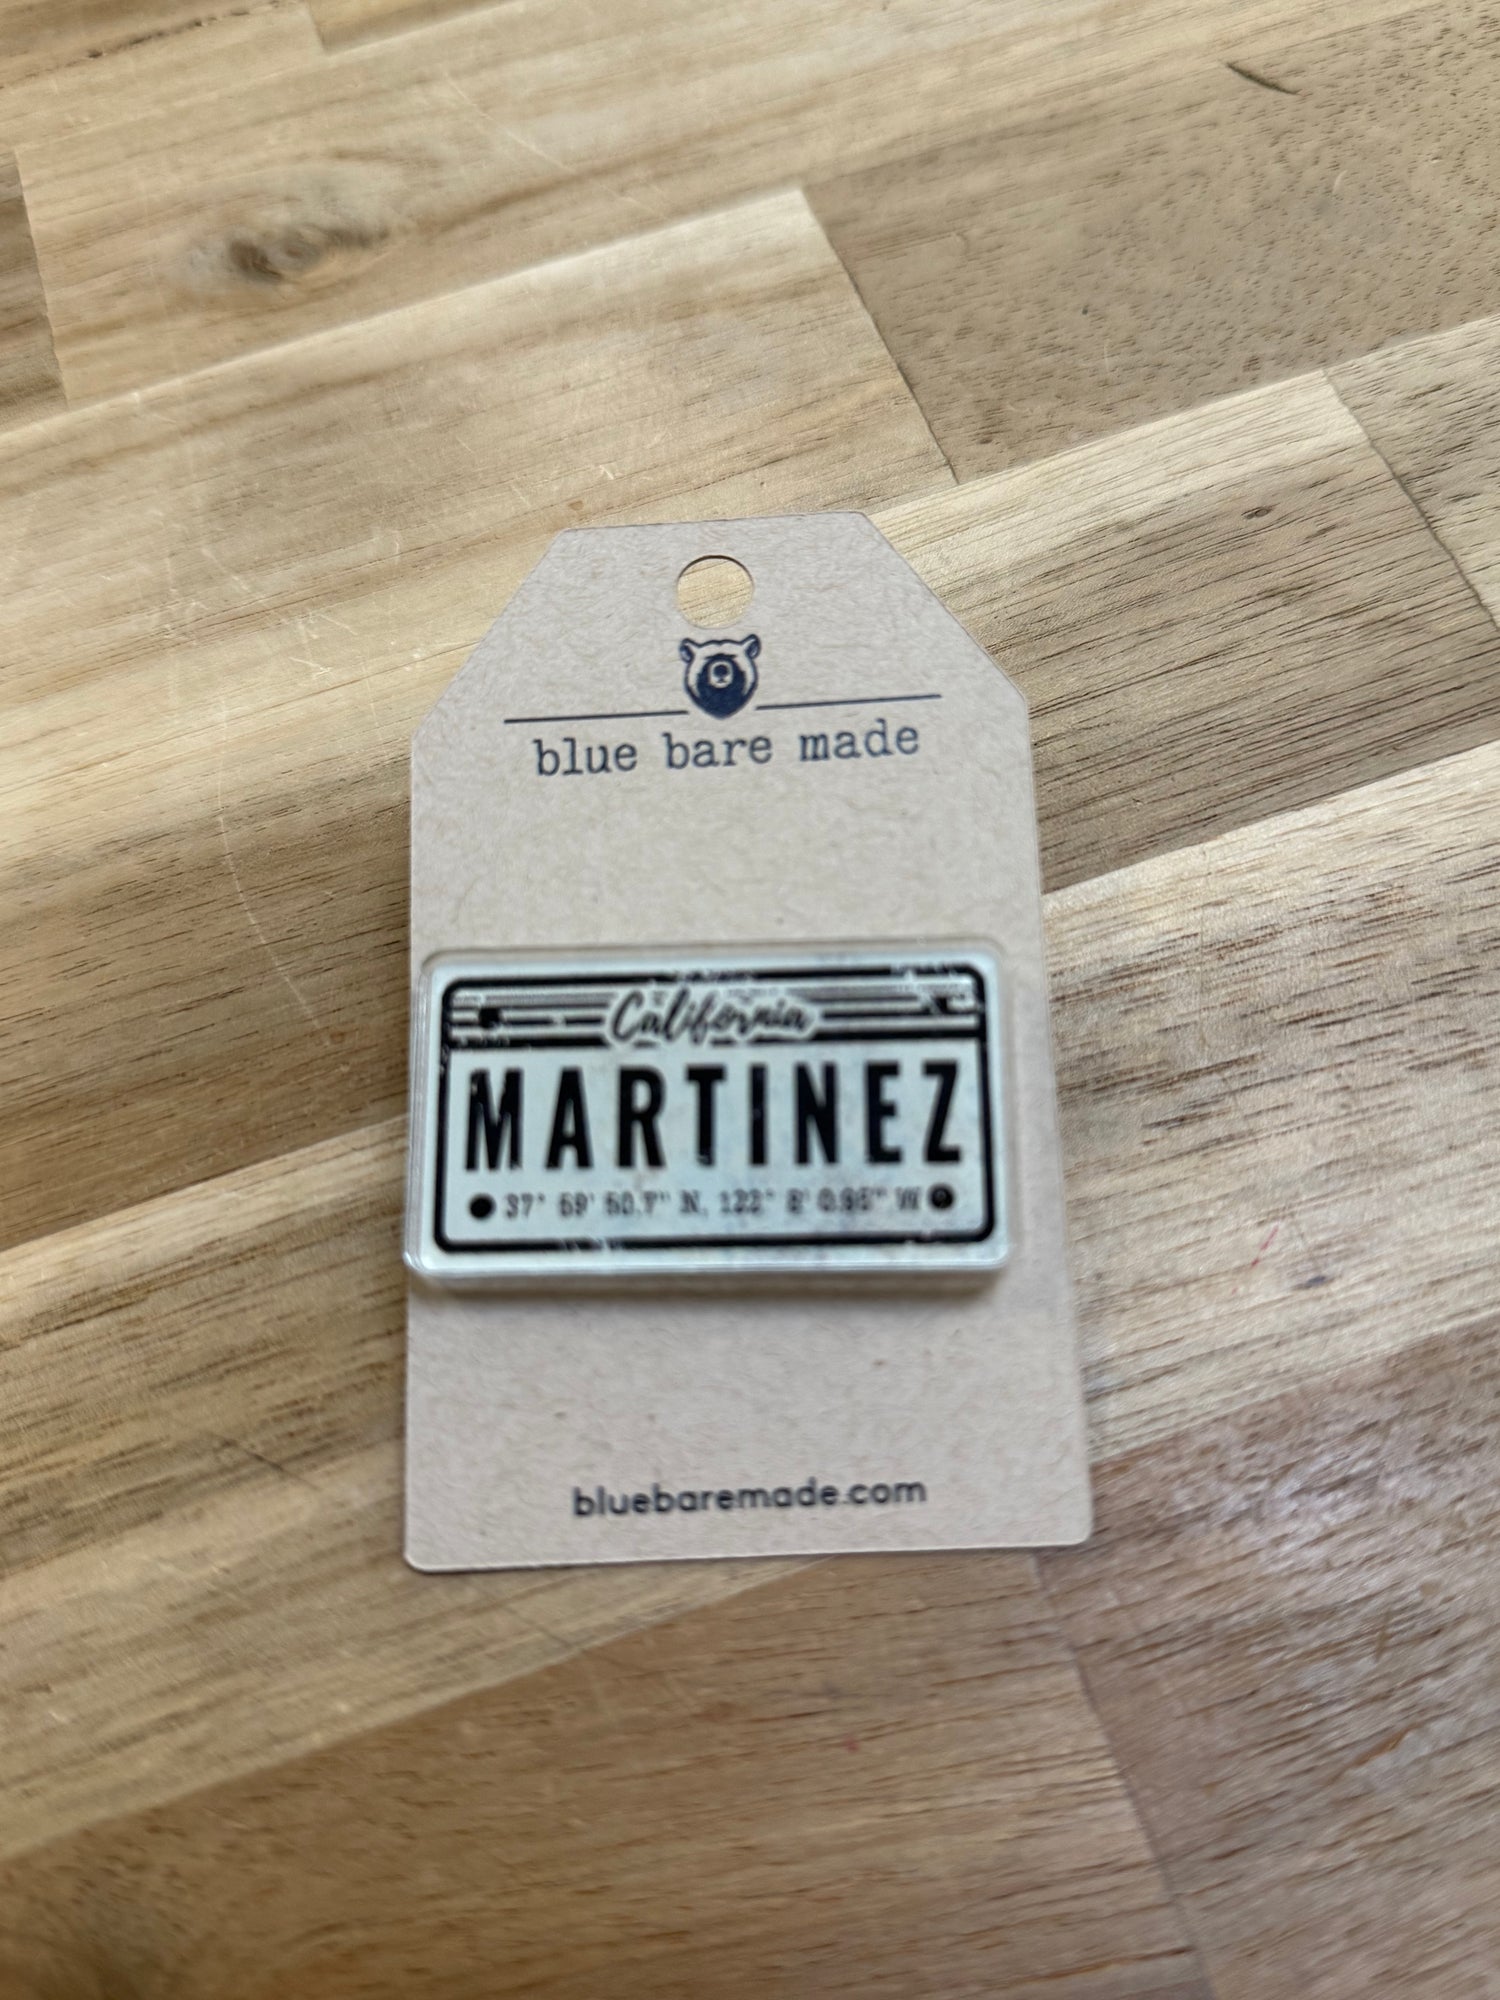 blue bare made
California
MARTINEZ
37° 59' 50.7" N, 122° 8' 0.95" W
bluebaremade.com